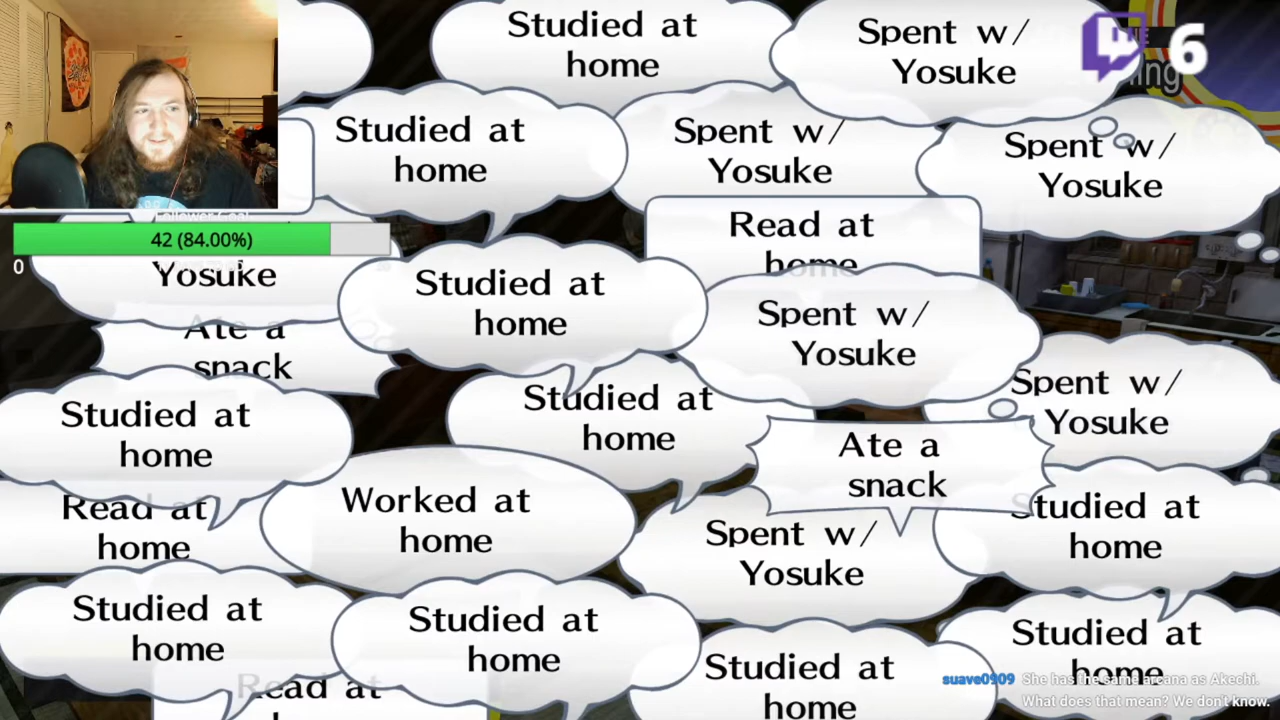 Studied at
home
Spent w/
Yosuke
6
Studied at
home
Spent w/
Yosuke
Spent w/
Yosuke
Read at
home
Follower Goal
42 (84.00%)
0
Yosuke
Studied at
home
Spent w/
Yosuke
Ate a
snack
Studied at
home
Spent w/
Yosuke
Studied at
home
Ate a
snack
Read at
home
Worked at
home
Spent w/
Yosuke
Studied at
home
Studied at
home
Studied at
home
Studied at
home
Studied at
home
Read at
suave0909 She has the same arcana as Akechi.
What does that mean? We don't know.